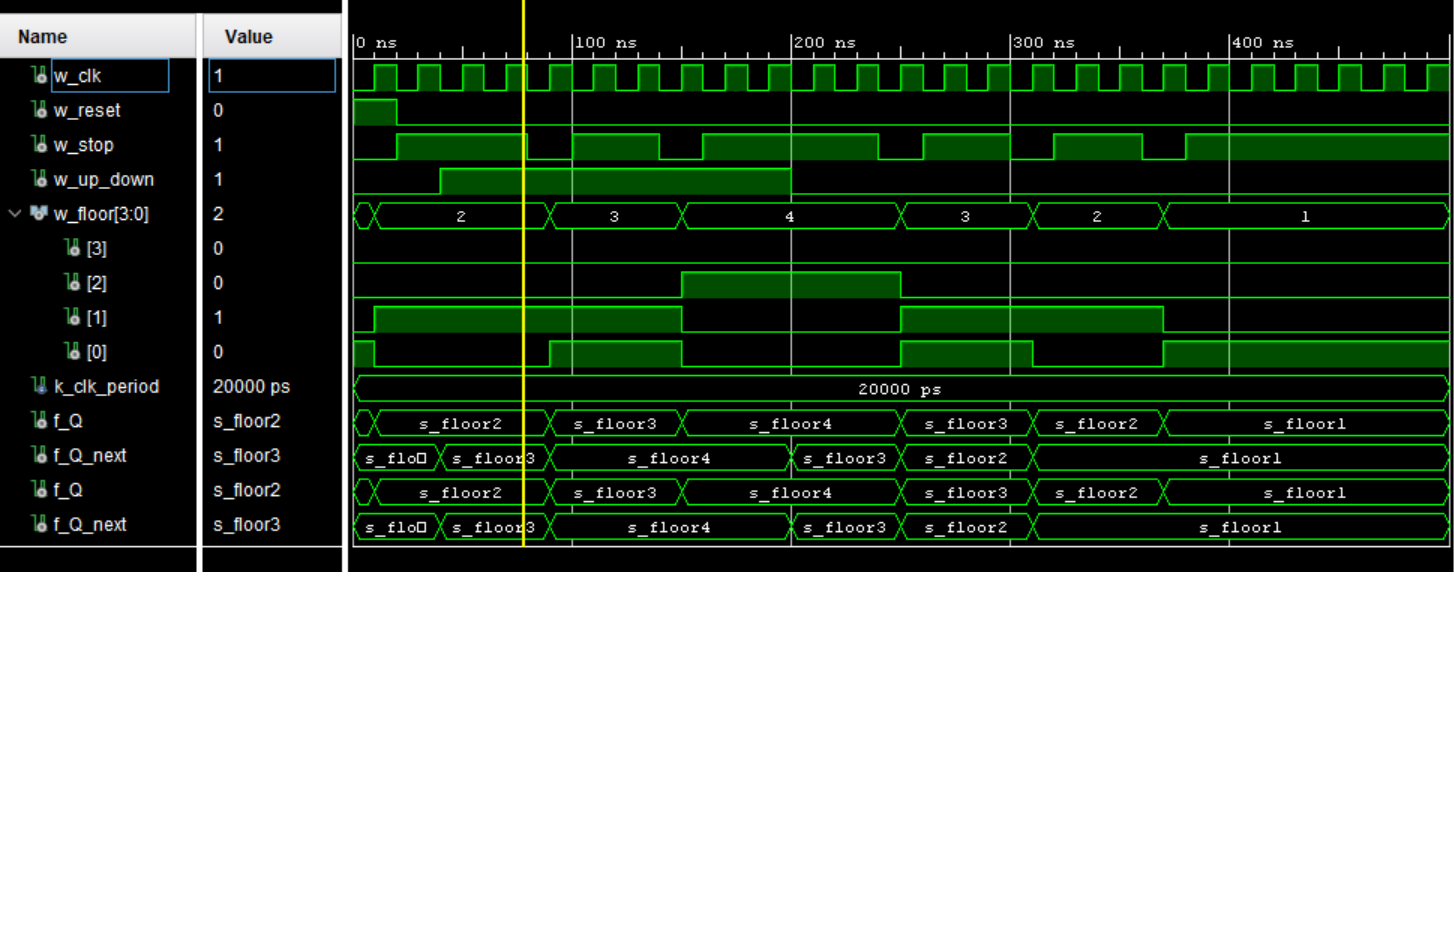 Name Value
0 ns 100 ns 200 ns 300 ns 400 ns
w_clk 1
w_reset 0
w_stop 1
w_up_down 1
w_floor[3:0] 2 2 3 4 3 2 1
[3] 0
[2] 0
[1] 1
[0] 0
k_clk_period 20000 ps 20000 ps
f_Q s_floor2 s_floor2 s_floor3 s_floor4 s_floor3 s_floor2 s_floor1
f_Q_next s_floor3 s_flo□ s_floor3 s_floor4 s_floor3 s_floor2 s_floor1
f_Q s_floor2 s_floor2 s_floor3 s_floor4 s_floor3 s_floor2 s_floor1
f_Q_next s_floor3 s_flo□ s_floor3 s_floor4 s_floor3 s_floor2 s_floor1